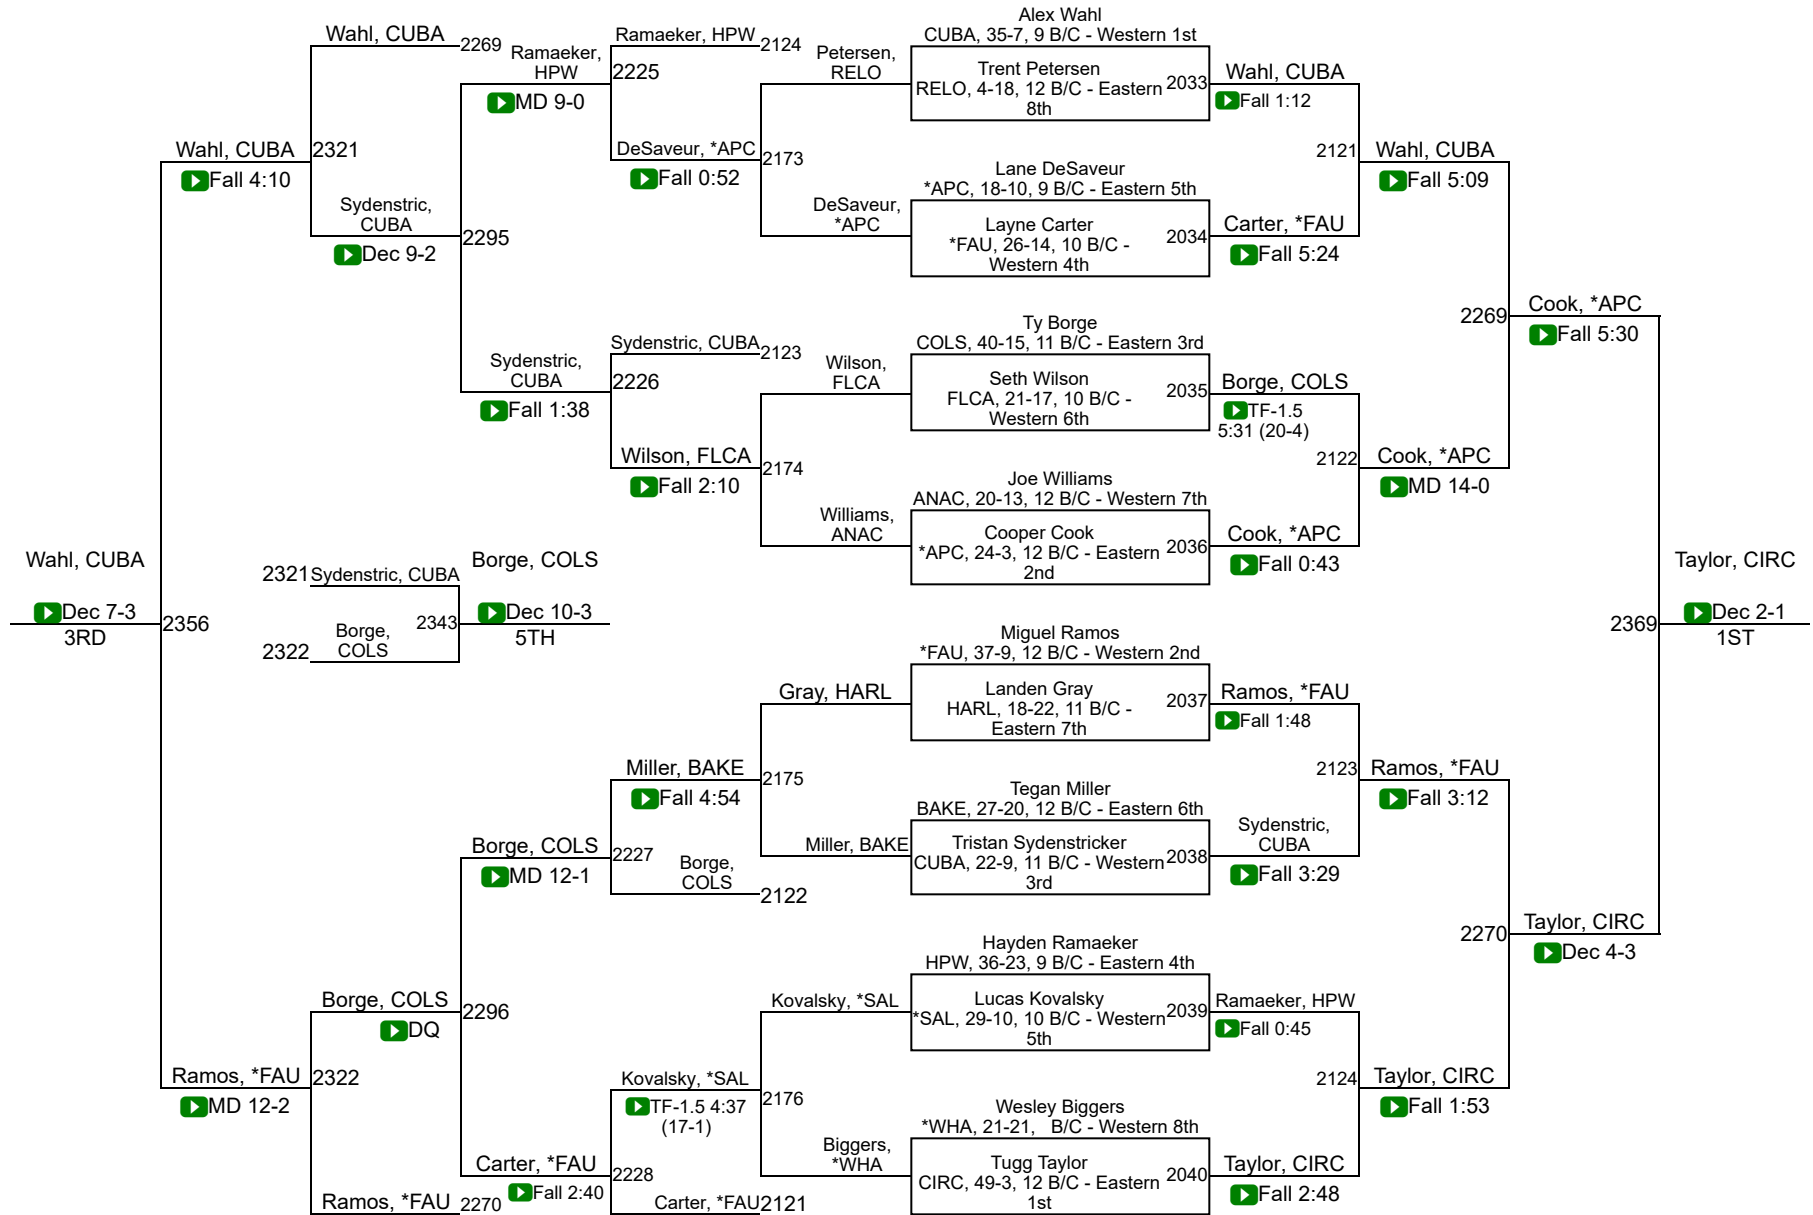 Wahl, CUBA
2269
Ramaeker,
HPW
MD 9-0
Ramaeker, HPW
2124
2225
Petersen,
RELO
Alex Wahl
CUBA, 35-7, 9 B/C - Western 1st
Trent Petersen
RELO, 4-18, 12 B/C - Eastern
8th
2033
Wahl, CUBA
Fall 1:12
Wahl, CUBA
Fall 4:10
2321
DeSaveur, *APC
Fall 0:52
2173
Lane DeSaveur
*APC, 18-10, 9 B/C - Eastern 5th
2121
Wahl, CUBA
Fall 5:09
Sydenstric,
CUBA
Dec 9-2
2295
DeSaveur,
*APC
Layne Carter
*FAU, 26-14, 10 B/C -
Western 4th
2034
Carter, *FAU
Fall 5:24
2269
Cook, *APC
Fall 5:30
Sydenstric,
CUBA
Fall 1:38
Sydenstric, CUBA
2123
2226
Wilson,
FLCA
Ty Borge
COLS, 40-15, 11 B/C - Eastern 3rd
Seth Wilson
FLCA, 21-17, 10 B/C -
Western 6th
2035
Borge, COLS
TF-1.5
5:31 (20-4)
Wilson, FLCA
Fall 2:10
2174
Joe Williams
ANAC, 20-13, 12 B/C - Western 7th
2122
Cook, *APC
MD 14-0
Williams,
ANAC
Cooper Cook
*APC, 24-3, 12 B/C - Eastern
2nd
2036
Cook, *APC
Fall 0:43
Wahl, CUBA
Dec 7-3
3RD
2356
2321
Sydenstric, CUBA
2322
Borge,
COLS
2343
Borge, COLS
Dec 10-3
5TH
2369
Taylor, CIRC
Dec 2-1
1ST
Gray, HARL
Miguel Ramos
*FAU, 37-9, 12 B/C - Western 2nd
Landen Gray
HARL, 18-22, 11 B/C -
Eastern 7th
2037
Ramos, *FAU
Fall 1:48
Miller, BAKE
Fall 4:54
2175
Tegan Miller
BAKE, 27-20, 12 B/C - Eastern 6th
2123
Ramos, *FAU
Fall 3:12
Borge, COLS
MD 12-1
2227
Borge,
COLS
2122
Miller, BAKE
Tristan Sydenstricker
CUBA, 22-9, 11 B/C - Western
3rd
2038
Sydenstric,
CUBA
Fall 3:29
2270
Taylor, CIRC
Dec 4-3
Borge, COLS
DQ
2296
Kovalsky, *SAL
Hayden Ramaeker
HPW, 36-23, 9 B/C - Eastern 4th
Lucas Kovalsky
*SAL, 29-10, 10 B/C - Western
5th
2039
Ramaeker, HPW
Fall 0:45
Ramos, *FAU
MD 12-2
2322
Kovalsky, *SAL
TF-1.5 4:37
(17-1)
2176
Wesley Biggers
*WHA, 21-21, B/C - Western 8th
2124
Taylor, CIRC
Fall 1:53
Carter, *FAU
Fall 2:40
2228
Biggers,
*WHA
Tugg Taylor
CIRC, 49-3, 12 B/C - Eastern
1st
2040
Taylor, CIRC
Fall 2:48
Ramos, *FAU
2270
Carter, *FAU
2121